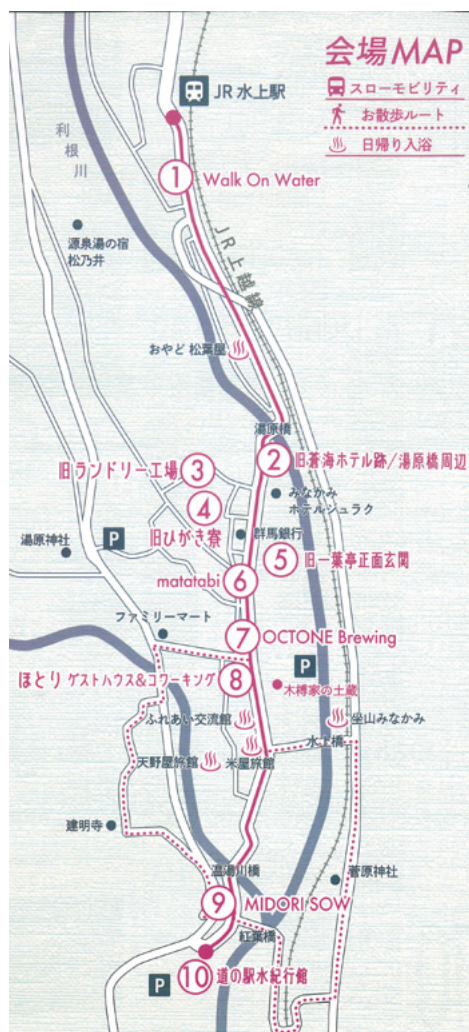 会場MAP
スローモビリティ
お散歩ルート
日帰り入浴
JR 水上駅
利根川
① Walk On Water
源泉湯の宿
松乃井
JR上越線
おやど 松葉屋
湯原橋
② 旧蒼海ホテル跡/湯原橋周辺
旧ランドリー工場 ③
みなかみ
ホテルジュラク
④
旧ひがき寮
群馬銀行
湯原神社
P
⑤ 旧一葉亭正面玄関
matatabi ⑥
ファミリーマート
⑦ OCTONE Brewing
P
ほとり ゲストハウス&コワーキング ⑧
木樽家の土蔵
ふれあい交流館
坐山みなかみ
水上橋
天野屋旅館
米屋旅館
建明寺
温湯川橋
菅原神社
⑨ MIDORI SOW
紅葉橋
P
⑩ 道の駅水紀行館